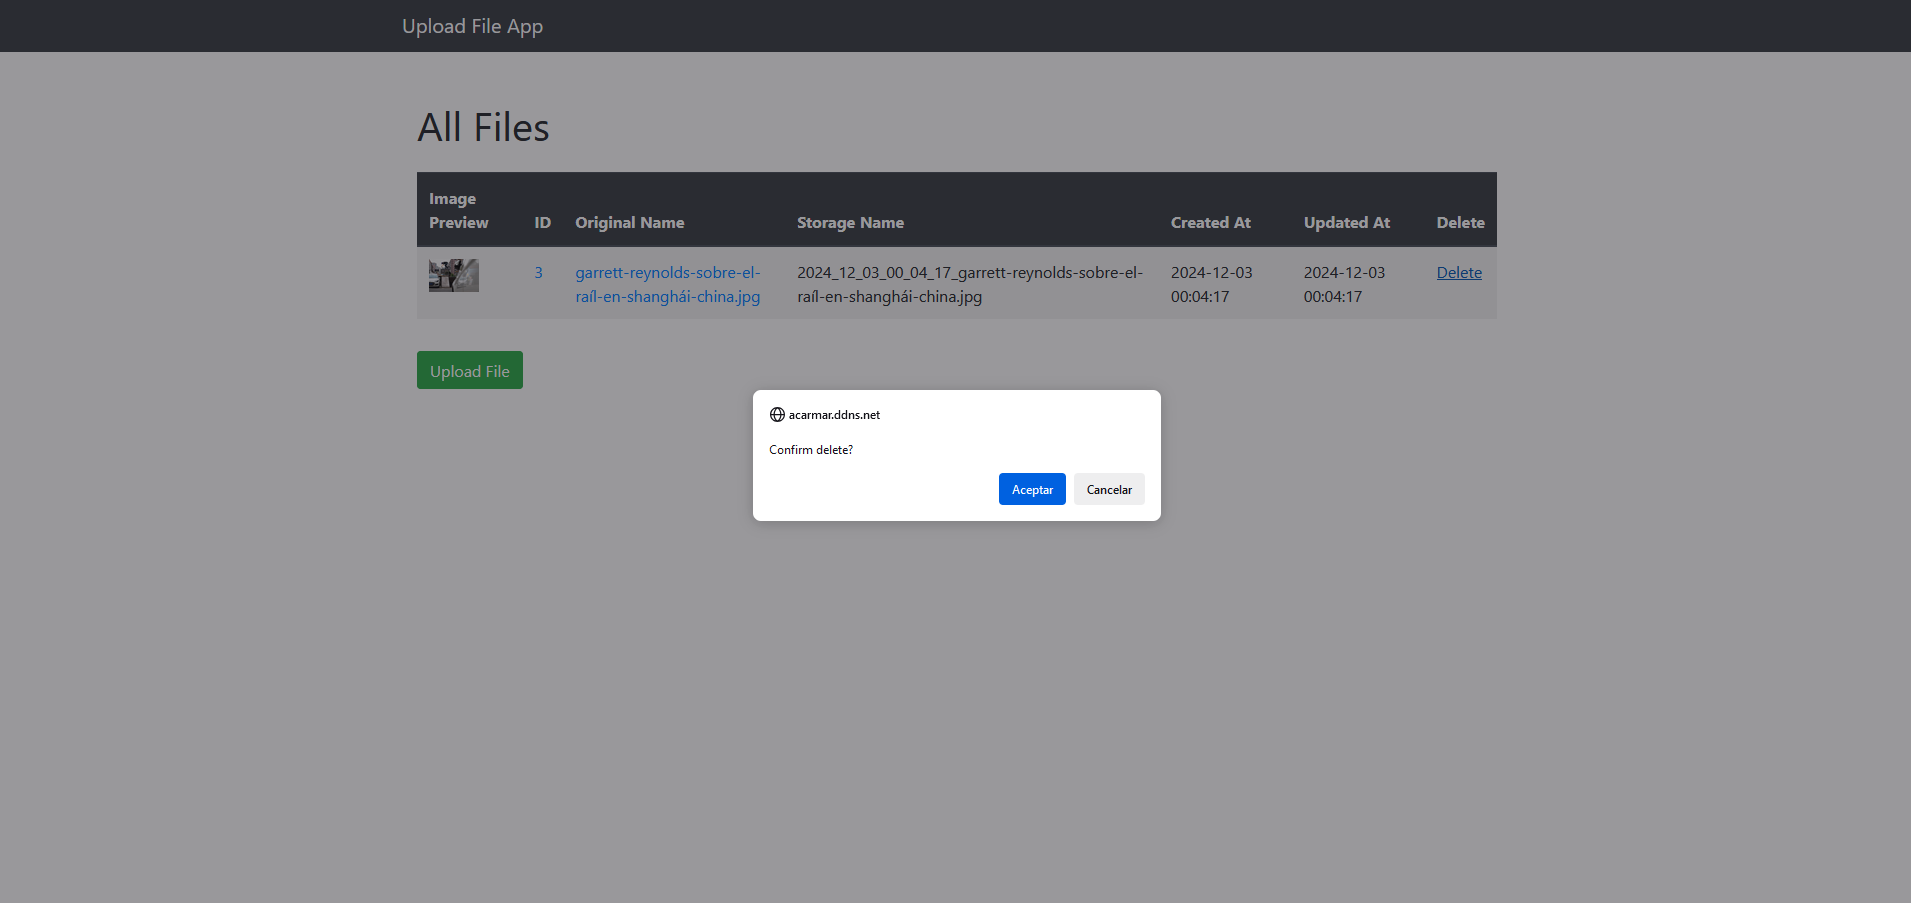 Upload File App
All Files
Image
Preview ID Original Name Storage Name Created At Updated At Delete
3 garrett-reynolds-sobre-el- 2024_12_03_00_04_17_garrett-reynolds-sobre-el- 2024-12-03 2024-12-03 Delete
raíl-en-shanghái-china.jpg raíl-en-shanghái-china.jpg 00:04:17 00:04:17
Upload File
acarmar.ddns.net
Confirm delete?
Aceptar Cancelar